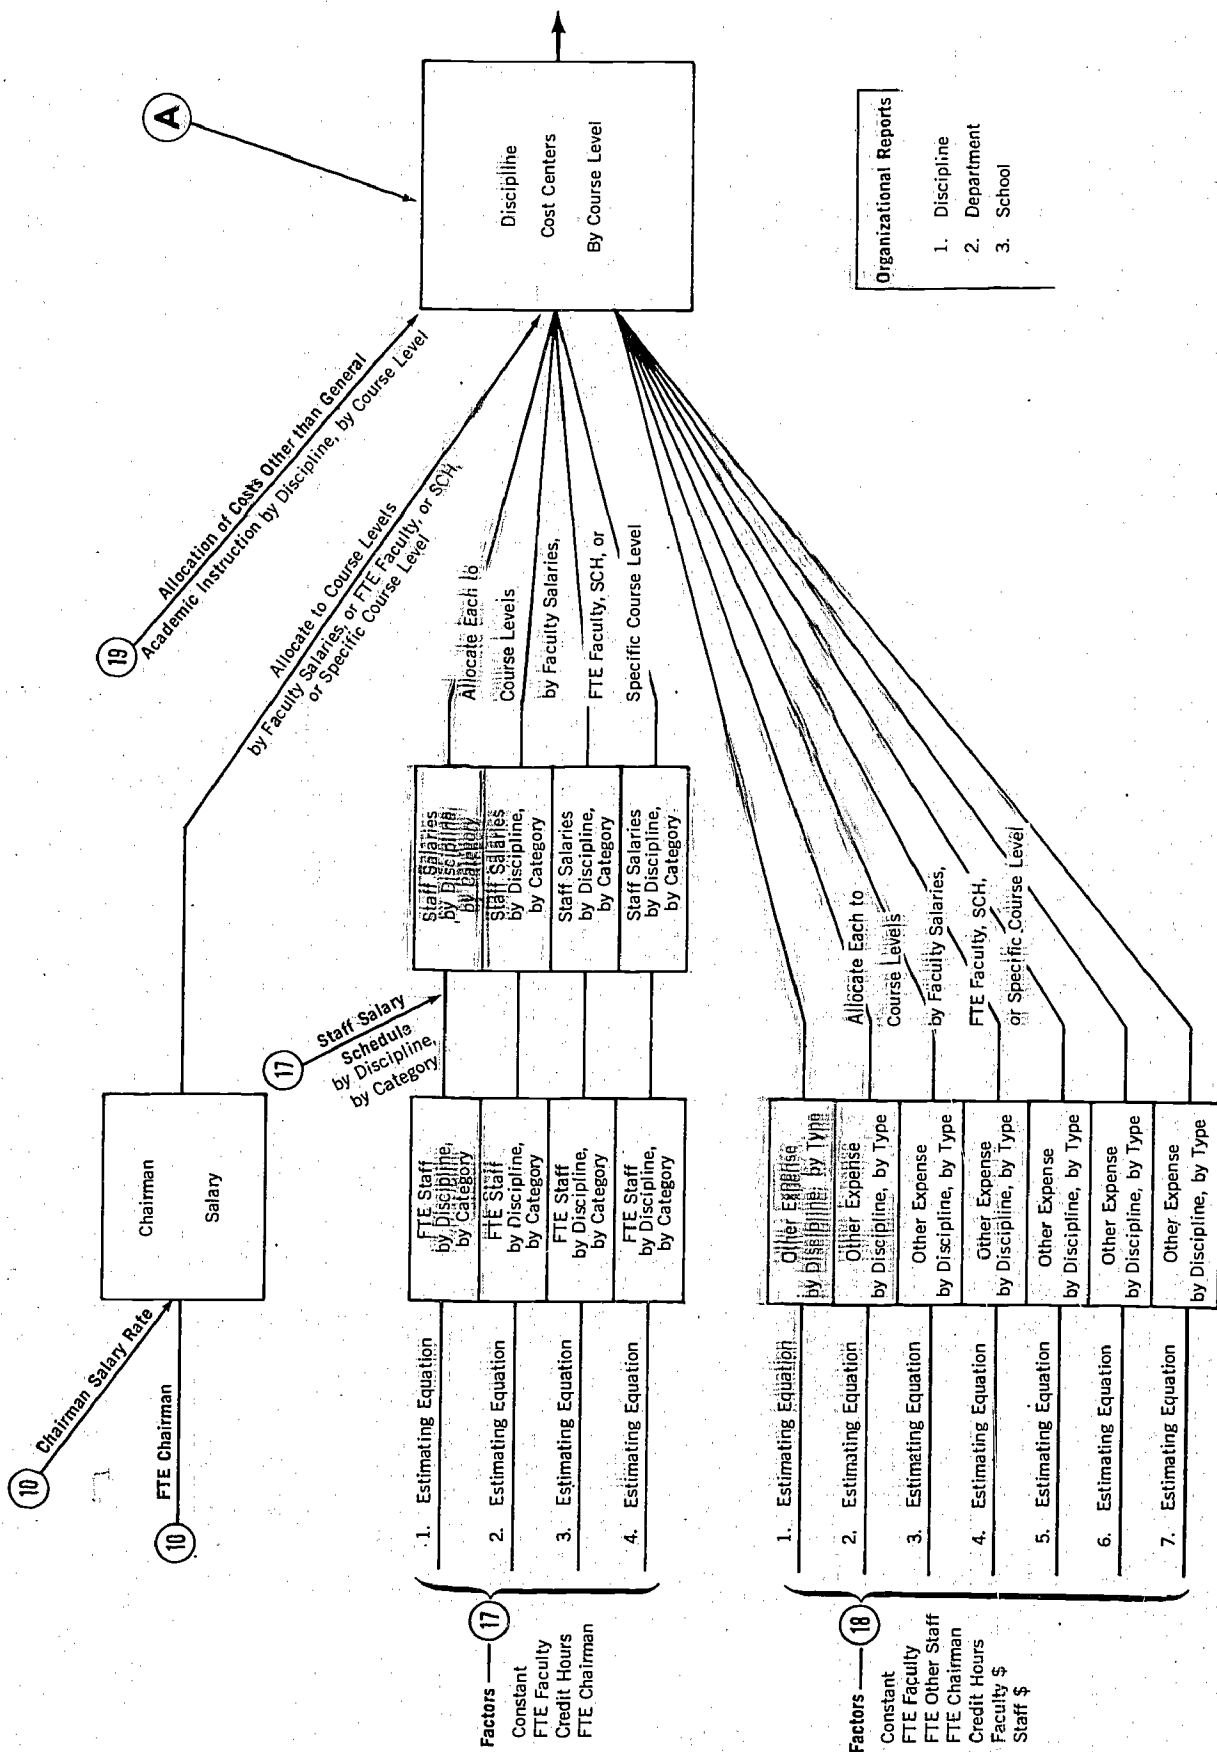 10
Chairman Salary Rate
10
FTE Chairman
Chairman
Salary
Allocate to Course Levels
by Faculty Salaries, or FTE Faculty, or SCH,
or Specific Course Level
19
Allocation of Costs Other than General
Academic Instruction by Discipline, by Course Level
A
Factors
17
Constant
FTE Faculty
Credit Hours
FTE Chairman
1. Estimating Equation
2. Estimating Equation
3. Estimating Equation
4. Estimating Equation
FTE Staff
by Discipline,
by Category
FTE Staff
by Discipline,
by Category
FTE Staff
by Discipline,
by Category
FTE Staff
by Discipline,
by Category
17
Staff Salary
Schedule
by Discipline,
by Category
Staff Salaries
by Discipline
by Category
Staff Salaries
by Discipline,
by Category
Staff Salaries
by Discipline,
by Category
Staff Salaries
by Discipline,
by Category
Allocate Each to
Course Levels
by Faculty Salaries,
FTE Faculty, SCH, or
Specific Course Level
Discipline
Cost Centers
By Course Level
Factors
18
Constant
FTE Faculty
FTE Other Staff
FTE Chairman
Credit Hours
Faculty $
Staff $
1. Estimating Equation
2. Estimating Equation
3. Estimating Equation
4. Estimating Equation
5. Estimating Equation
6. Estimating Equation
7. Estimating Equation
Other Expense
by Discipline, by Type
Other Expense
by Discipline, by Type
Other Expense
by Discipline, by Type
Other Expense
by Discipline, by Type
Other Expense
by Discipline, by Type
Other Expense
by Discipline, by Type
Other Expense
by Discipline, by Type
Allocate Each to
Course Levels
by Faculty Salaries,
FTE Faculty, SCH,
or Specific Course Level
Organizational Reports
1. Discipline
2. Department
3. School